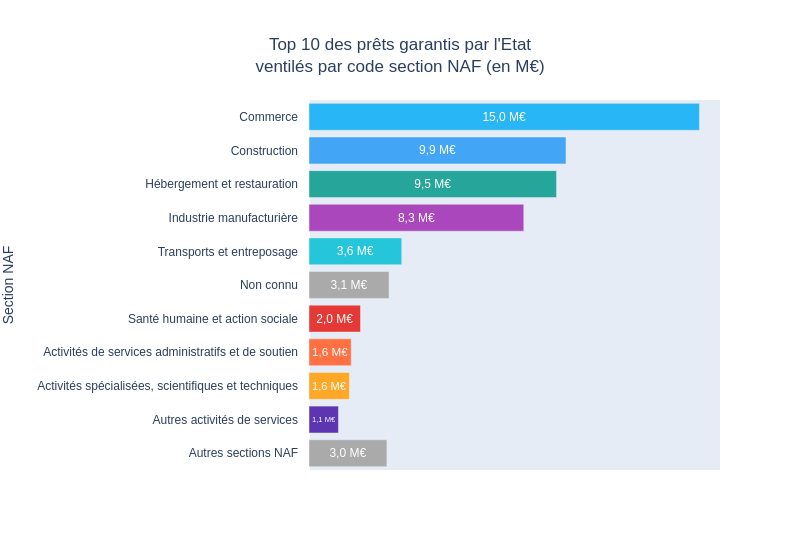 Top 10 des prêts garantis par l'Etat
ventilés par code section NAF (en M€)
Section NAF
Commerce 15,0 M€
Construction 9,9 M€
Hébergement et restauration 9,5 M€
Industrie manufacturière 8,3 M€
Transports et entreposage 3,6 M€
Non connu 3,1 M€
Santé humaine et action sociale 2,0 M€
Activités de services administratifs et de soutien 1,6 M€
Activités spécialisées, scientifiques et techniques 1,6 M€
Autres activités de services 1,1 M€
Autres sections NAF 3,0 M€